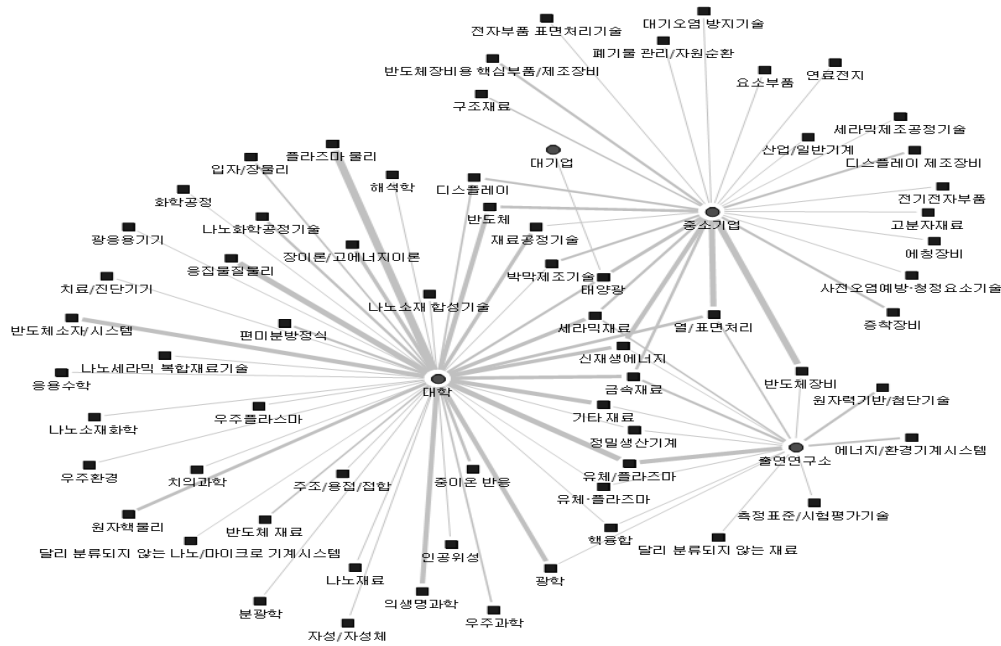 대기오염 방지기술
전자부품 표면처리기술
폐기물 관리/자원순환
반도체장비용 핵심부품/제조장비
요소부품
연료전지
구조재료
세라믹제조공정기술
산업/일반기계
플라즈마 물리
대기업
디스플레이 제조장비
입자/장물리
해석학
디스플레이
화학공정
전기전자부품
반도체
중소기업
고분자재료
나노화학공정기술
광응용기기
재료공정기술
에칭장비
장이론/고에너지이론
응집물질물리
박막제조기술
태양광
치료/진단기기
사전오염예방·청정요소기술
나노소재 합성기술
반도체소자/시스템
편미분방정식
세라믹재료
열/표면처리
증착장비
신재생에너지
나노세라믹 복합재료기술
응용수학
대학
금속재료
반도체장비
원자력기반/첨단기술
우주플라스마
기타 재료
나노소재화학
정밀생산기계
에너지/환경기계시스템
출연연구소
우주환경
치의과학
주조/용접/접합
중이온 반응
유체/플라즈마
유체·플라즈마
원자핵물리
측정표준/시험평가기술
반도체 재료
핵융합
달리 분류되지 않는 나노/마이크로 기계시스템
달리 분류되지 않는 재료
인공위성
나노재료
광학
의생명과학
분광학
우주과학
자성/자성체